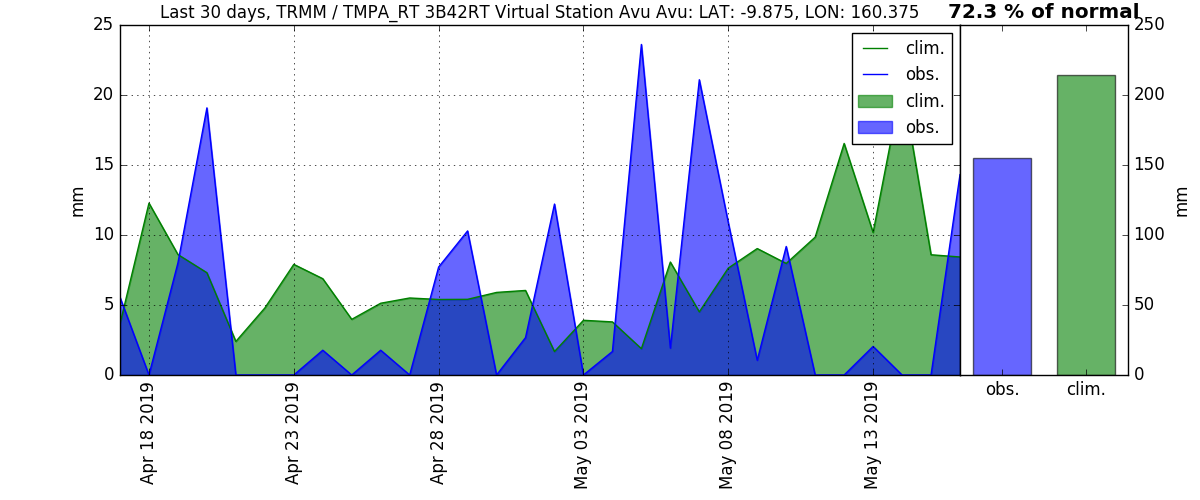 Last 30 days, TRMM / TMPA_RT 3B42RT Virtual Station Avu Avu: LAT: -9.875, LON: 160.375
72.3 % of normal
25
20
15
10
5
0
mm
clim.
obs.
clim.
obs.
250
200
150
100
50
0
mm
Apr 18 2019
Apr 23 2019
Apr 28 2019
May 03 2019
May 08 2019
May 13 2019
obs.
clim.